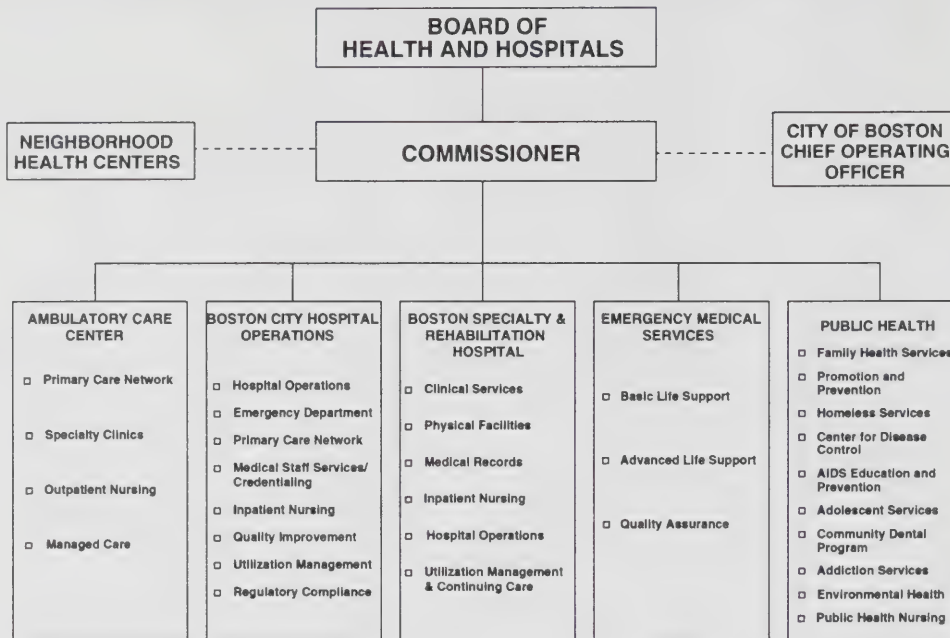 BOARD OF
HEALTH AND HOSPITALS
NEIGHBORHOOD
HEALTH CENTERS
COMMISSIONER
CITY OF BOSTON
CHIEF OPERATING
OFFICER
AMBULATORY CARE
CENTER
Primary Care Network
Specialty Clinics
Outpatient Nursing
Managed Care
BOSTON CITY HOSPITAL
OPERATIONS
Hospital Operations
Emergency Department
Primary Care Network
Medical Staff Services/
Credentialing
Inpatient Nursing
Quality Improvement
Utilization Management
Regulatory Compliance
BOSTON SPECIALTY &
REHABILITATION
HOSPITAL
Clinical Services
Physical Facilities
Medical Records
Inpatient Nursing
Hospital Operations
Utilization Management
& Continuing Care
EMERGENCY MEDICAL
SERVICES
Basic Life Support
Advanced Life Support
Quality Assurance
PUBLIC HEALTH
Family Health Services
Promotion and
Prevention
Homeless Services
Center for Disease
Control
AIDS Education and
Prevention
Adolescent Services
Community Dental
Program
Addiction Services
Environmental Health
Public Health Nursing